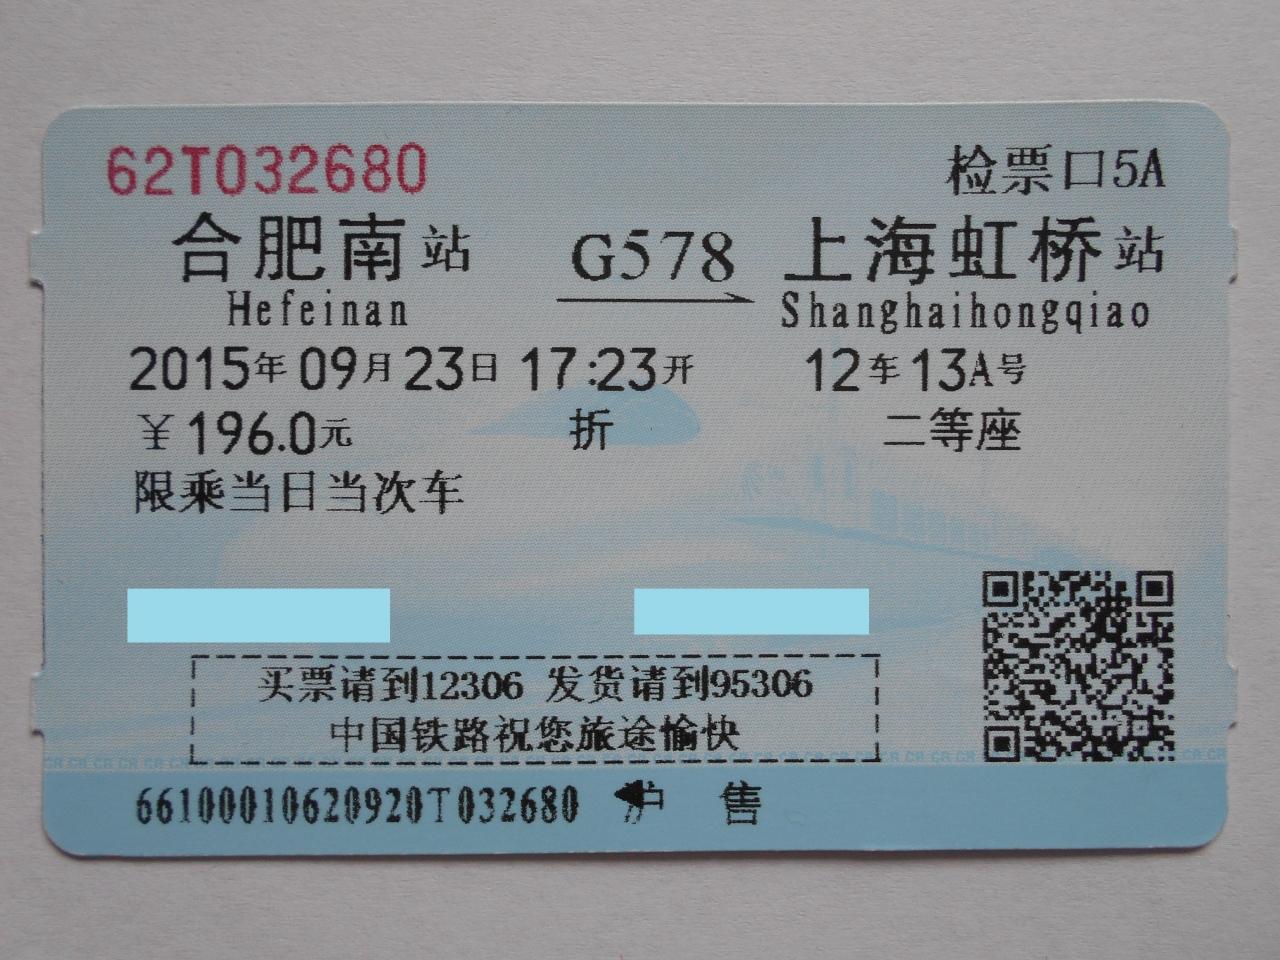 62T032680 检票口5A
合肥南站 G578 上海虹桥站
Hefeinan Shanghaihongqiao
2015年09月23日 17:23开 12车13A号
¥196.0元 折 二等座
限乘当日当次车
买票请到12306 发货请到95306
中国铁路祝您旅途愉快
66100010620920T032680 售